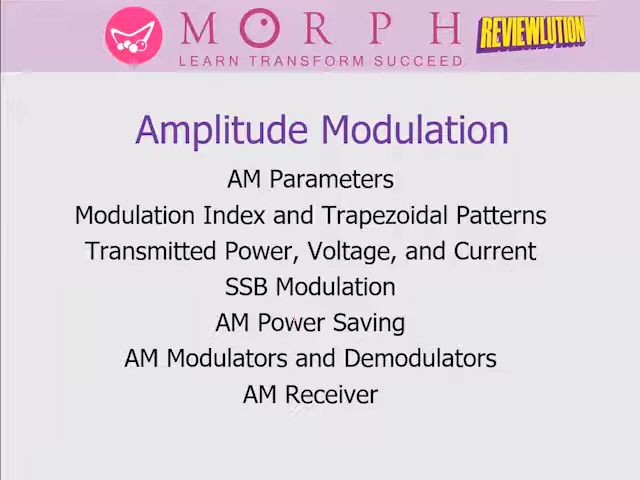 MORPH
LEARN TRANSFORM SUCCEED
REVIEWLUTION
Amplitude Modulation
AM Parameters
Modulation Index and Trapezoidal Patterns
Transmitted Power, Voltage, and Current
SSB Modulation
AM Power Saving
AM Modulators and Demodulators
AM Receiver